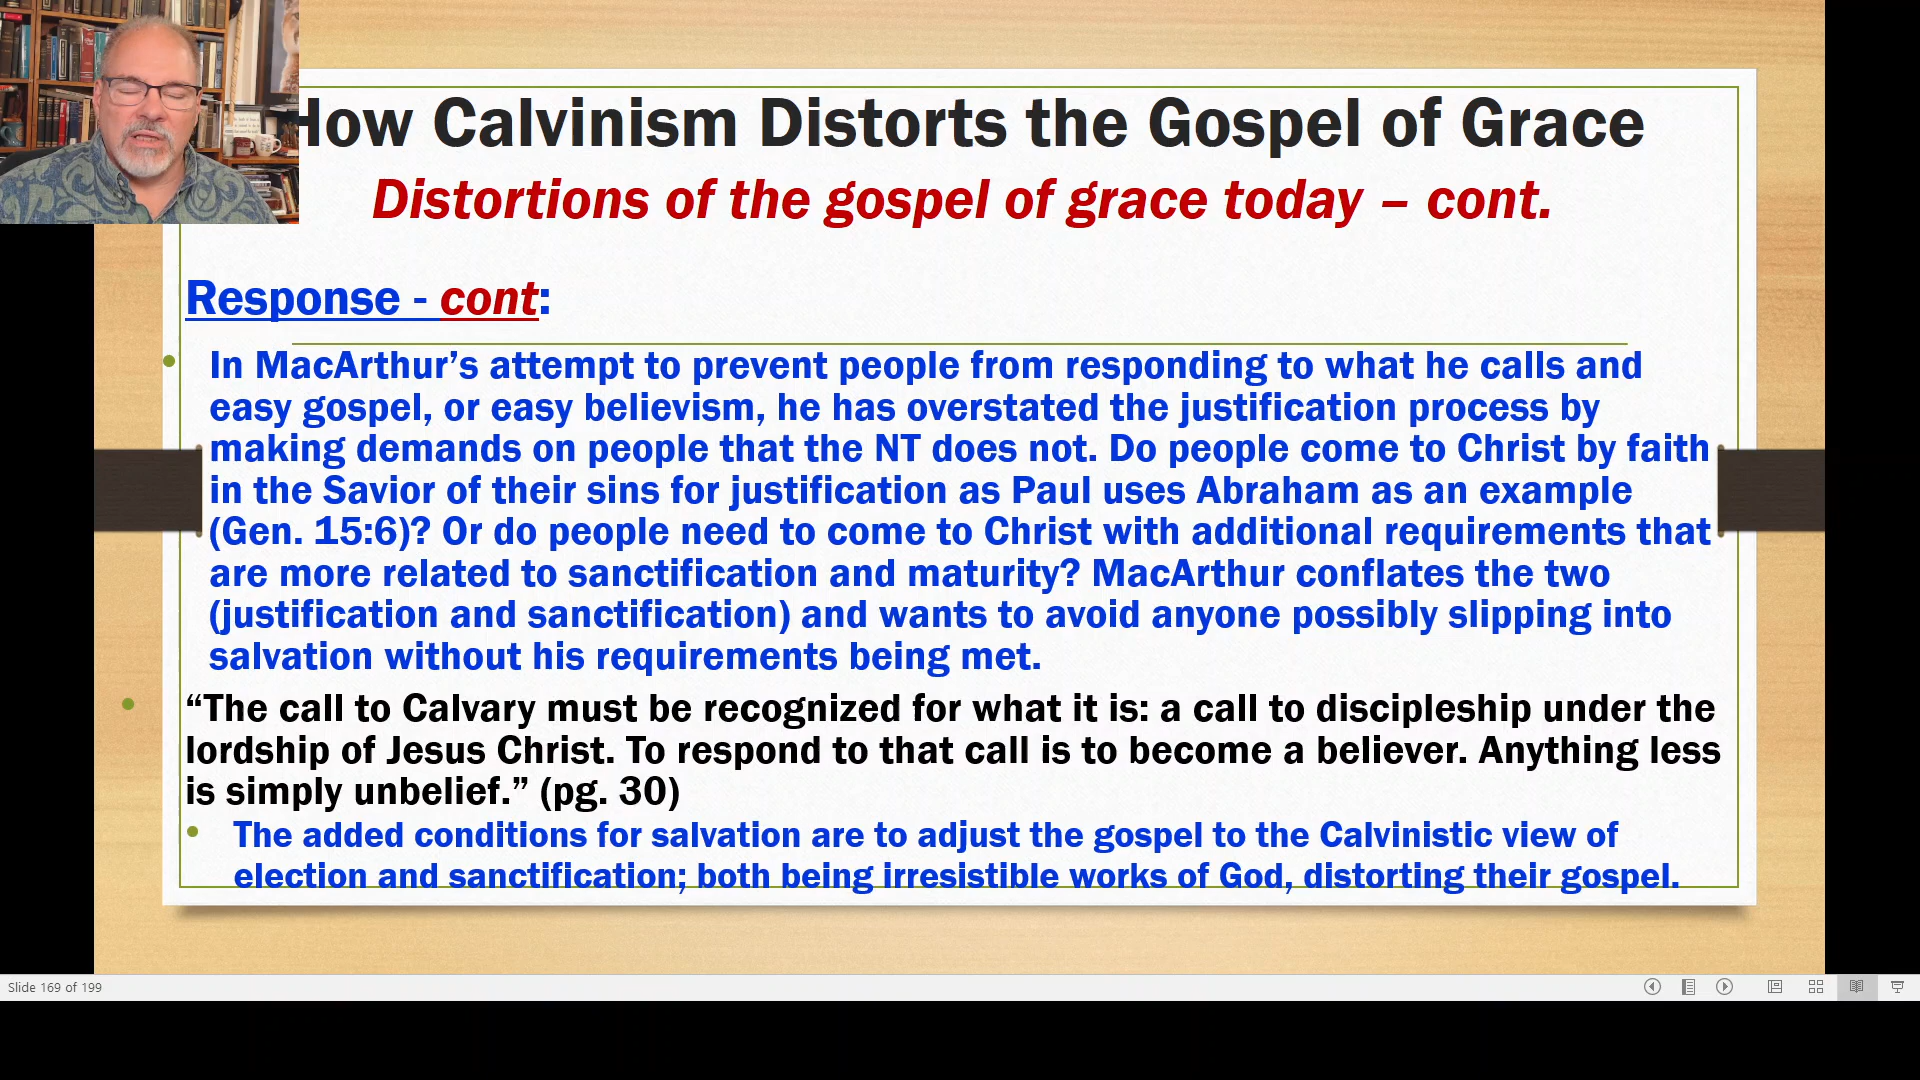 How Calvinism Distorts the Gospel of Grace
Distortions of the gospel of grace today – cont.
Response - cont:
In MacArthur’s attempt to prevent people from responding to what he calls and
easy gospel, or easy believism, he has overstated the justification process by
making demands on people that the NT does not. Do people come to Christ by faith
in the Savior of their sins for justification as Paul uses Abraham as an example
(Gen. 15:6)? Or do people need to come to Christ with additional requirements that
are more related to sanctification and maturity? MacArthur conflates the two
(justification and sanctification) and wants to avoid anyone possibly slipping into
salvation without his requirements being met.
“The call to Calvary must be recognized for what it is: a call to discipleship under the
lordship of Jesus Christ. To respond to that call is to become a believer. Anything less
is simply unbelief.” (pg. 30)
The added conditions for salvation are to adjust the gospel to the Calvinistic view of
election and sanctification; both being irresistible works of God, distorting their gospel.
Slide 169 of 199